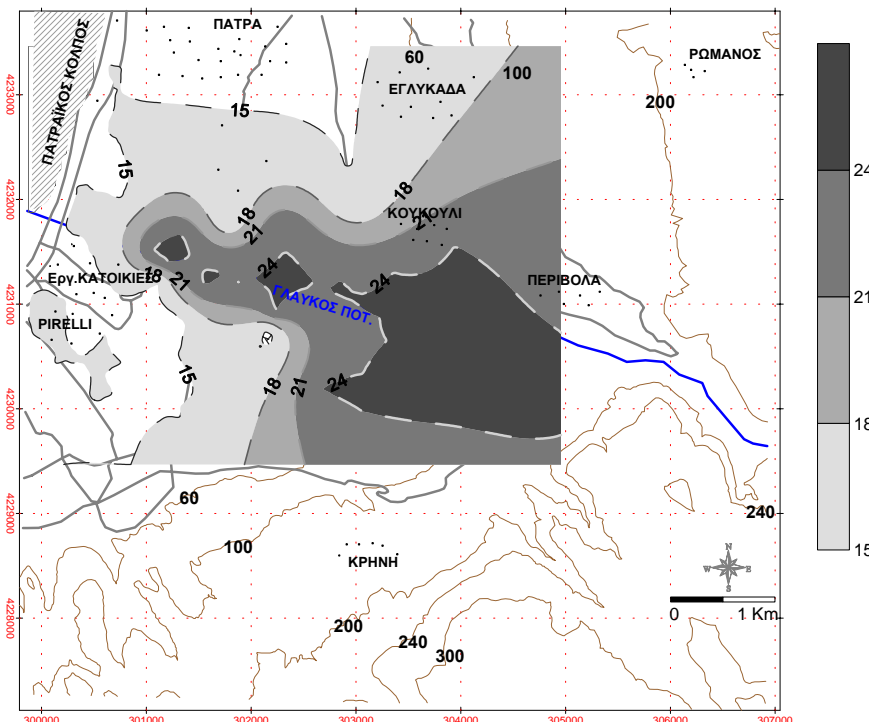 ΠΑΤΡΑ
ΡΩΜΑΝΟΣ
60
100
ΕΓΛΥΚΑΔΑ
200
ΠΑΤΡΑΪΚΟΣ ΚΟΛΠΟΣ
15
15
18
18
ΚΟΥΚΟΥΛΙ
21
21
24
24
18
21
Εργ.ΚΑΤΟΙΚΙΕΣ
ΠΕΡΙΒΟΛΑ
ΓΛΑΥΚΟΣ ΠΟΤ.
PIRELLI
15
18
21
24
60
240
100
ΚΡΗΝΗ
200
240
300
N
W E
S
0 1 Km
4233000
4232000
4231000
4230000
4229000
4228000
300000 301000 302000 303000 304000 305000 306000 307000
24
21
18
15